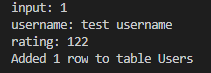 input: 1
username: test username
rating: 122
Added 1 row to table Users